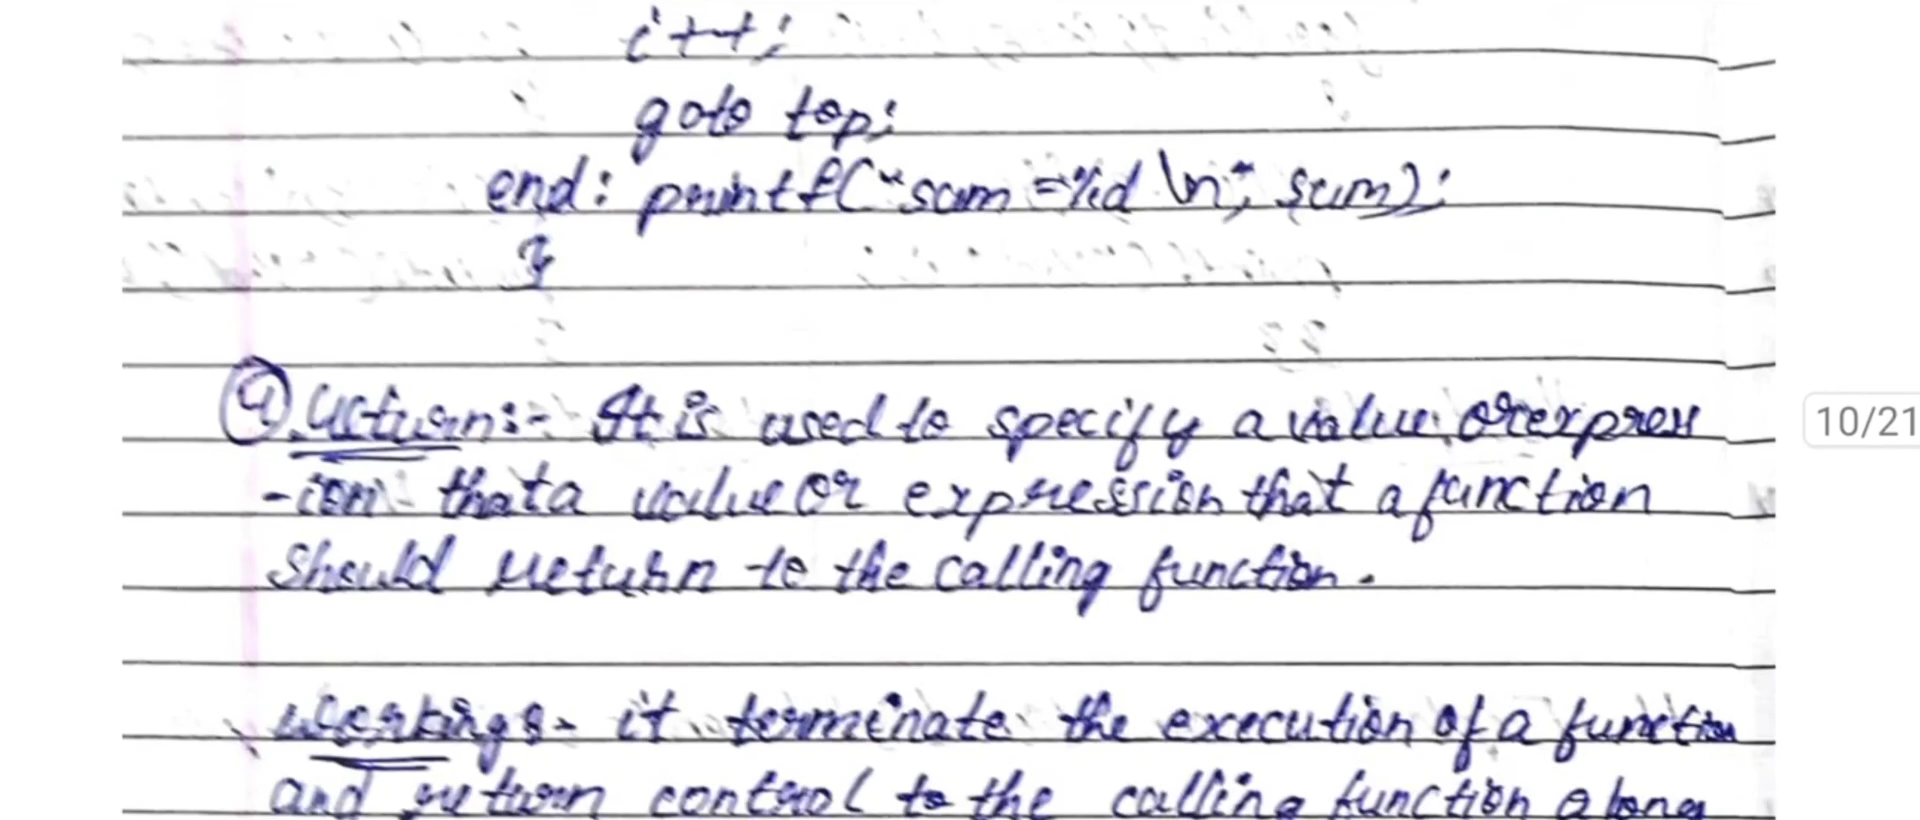 i++;
goto top;
end: printf("sum =%d \n", sum);
}
④ return:- It is used to specify a value or express
-ion that a value or expression that a function
should return to the calling function.
working:- it terminate the execution of a function
and return control to the calling function along
10/21